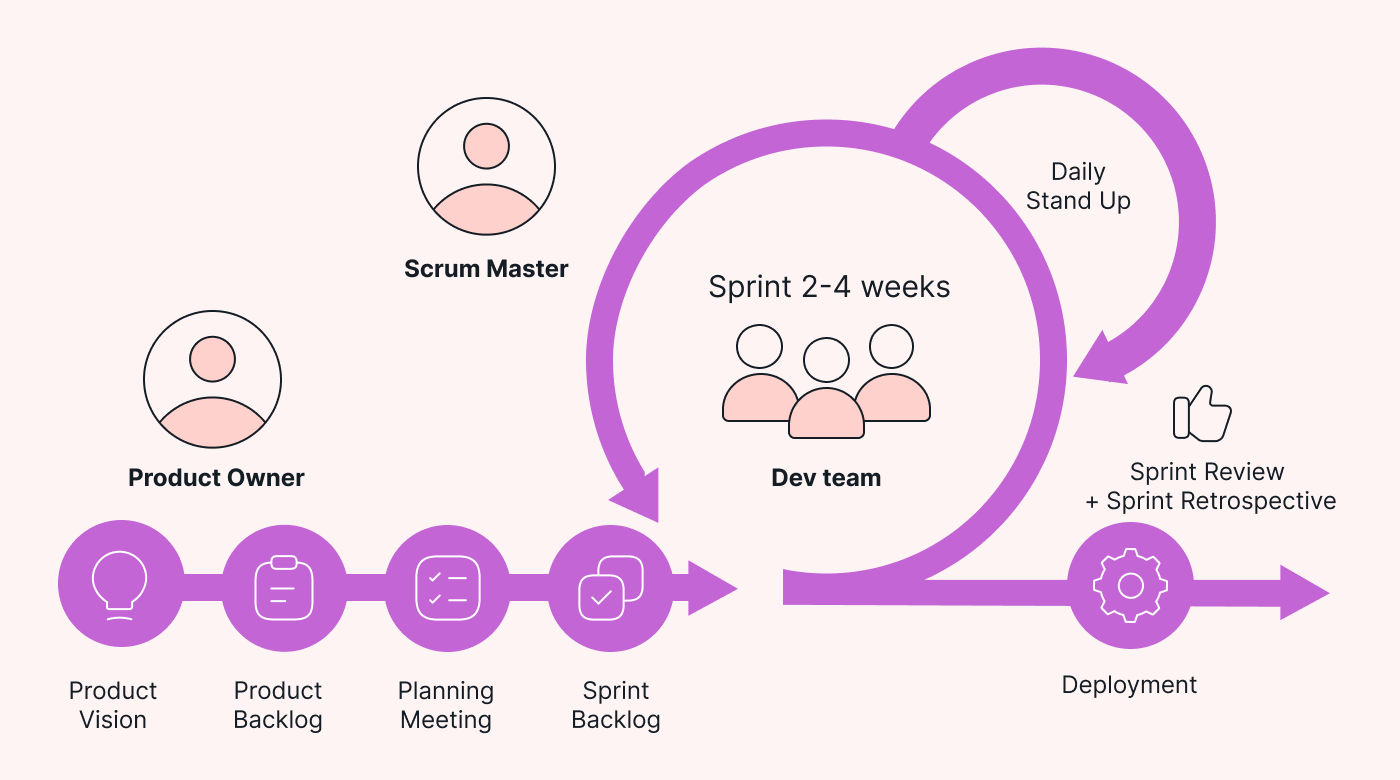 Daily
Stand Up
Scrum Master
Sprint 2-4 weeks
Product Owner
Dev team
Sprint Review
+ Sprint Retrospective
Product
Vision
Product
Backlog
Planning
Meeting
Sprint
Backlog
Deployment